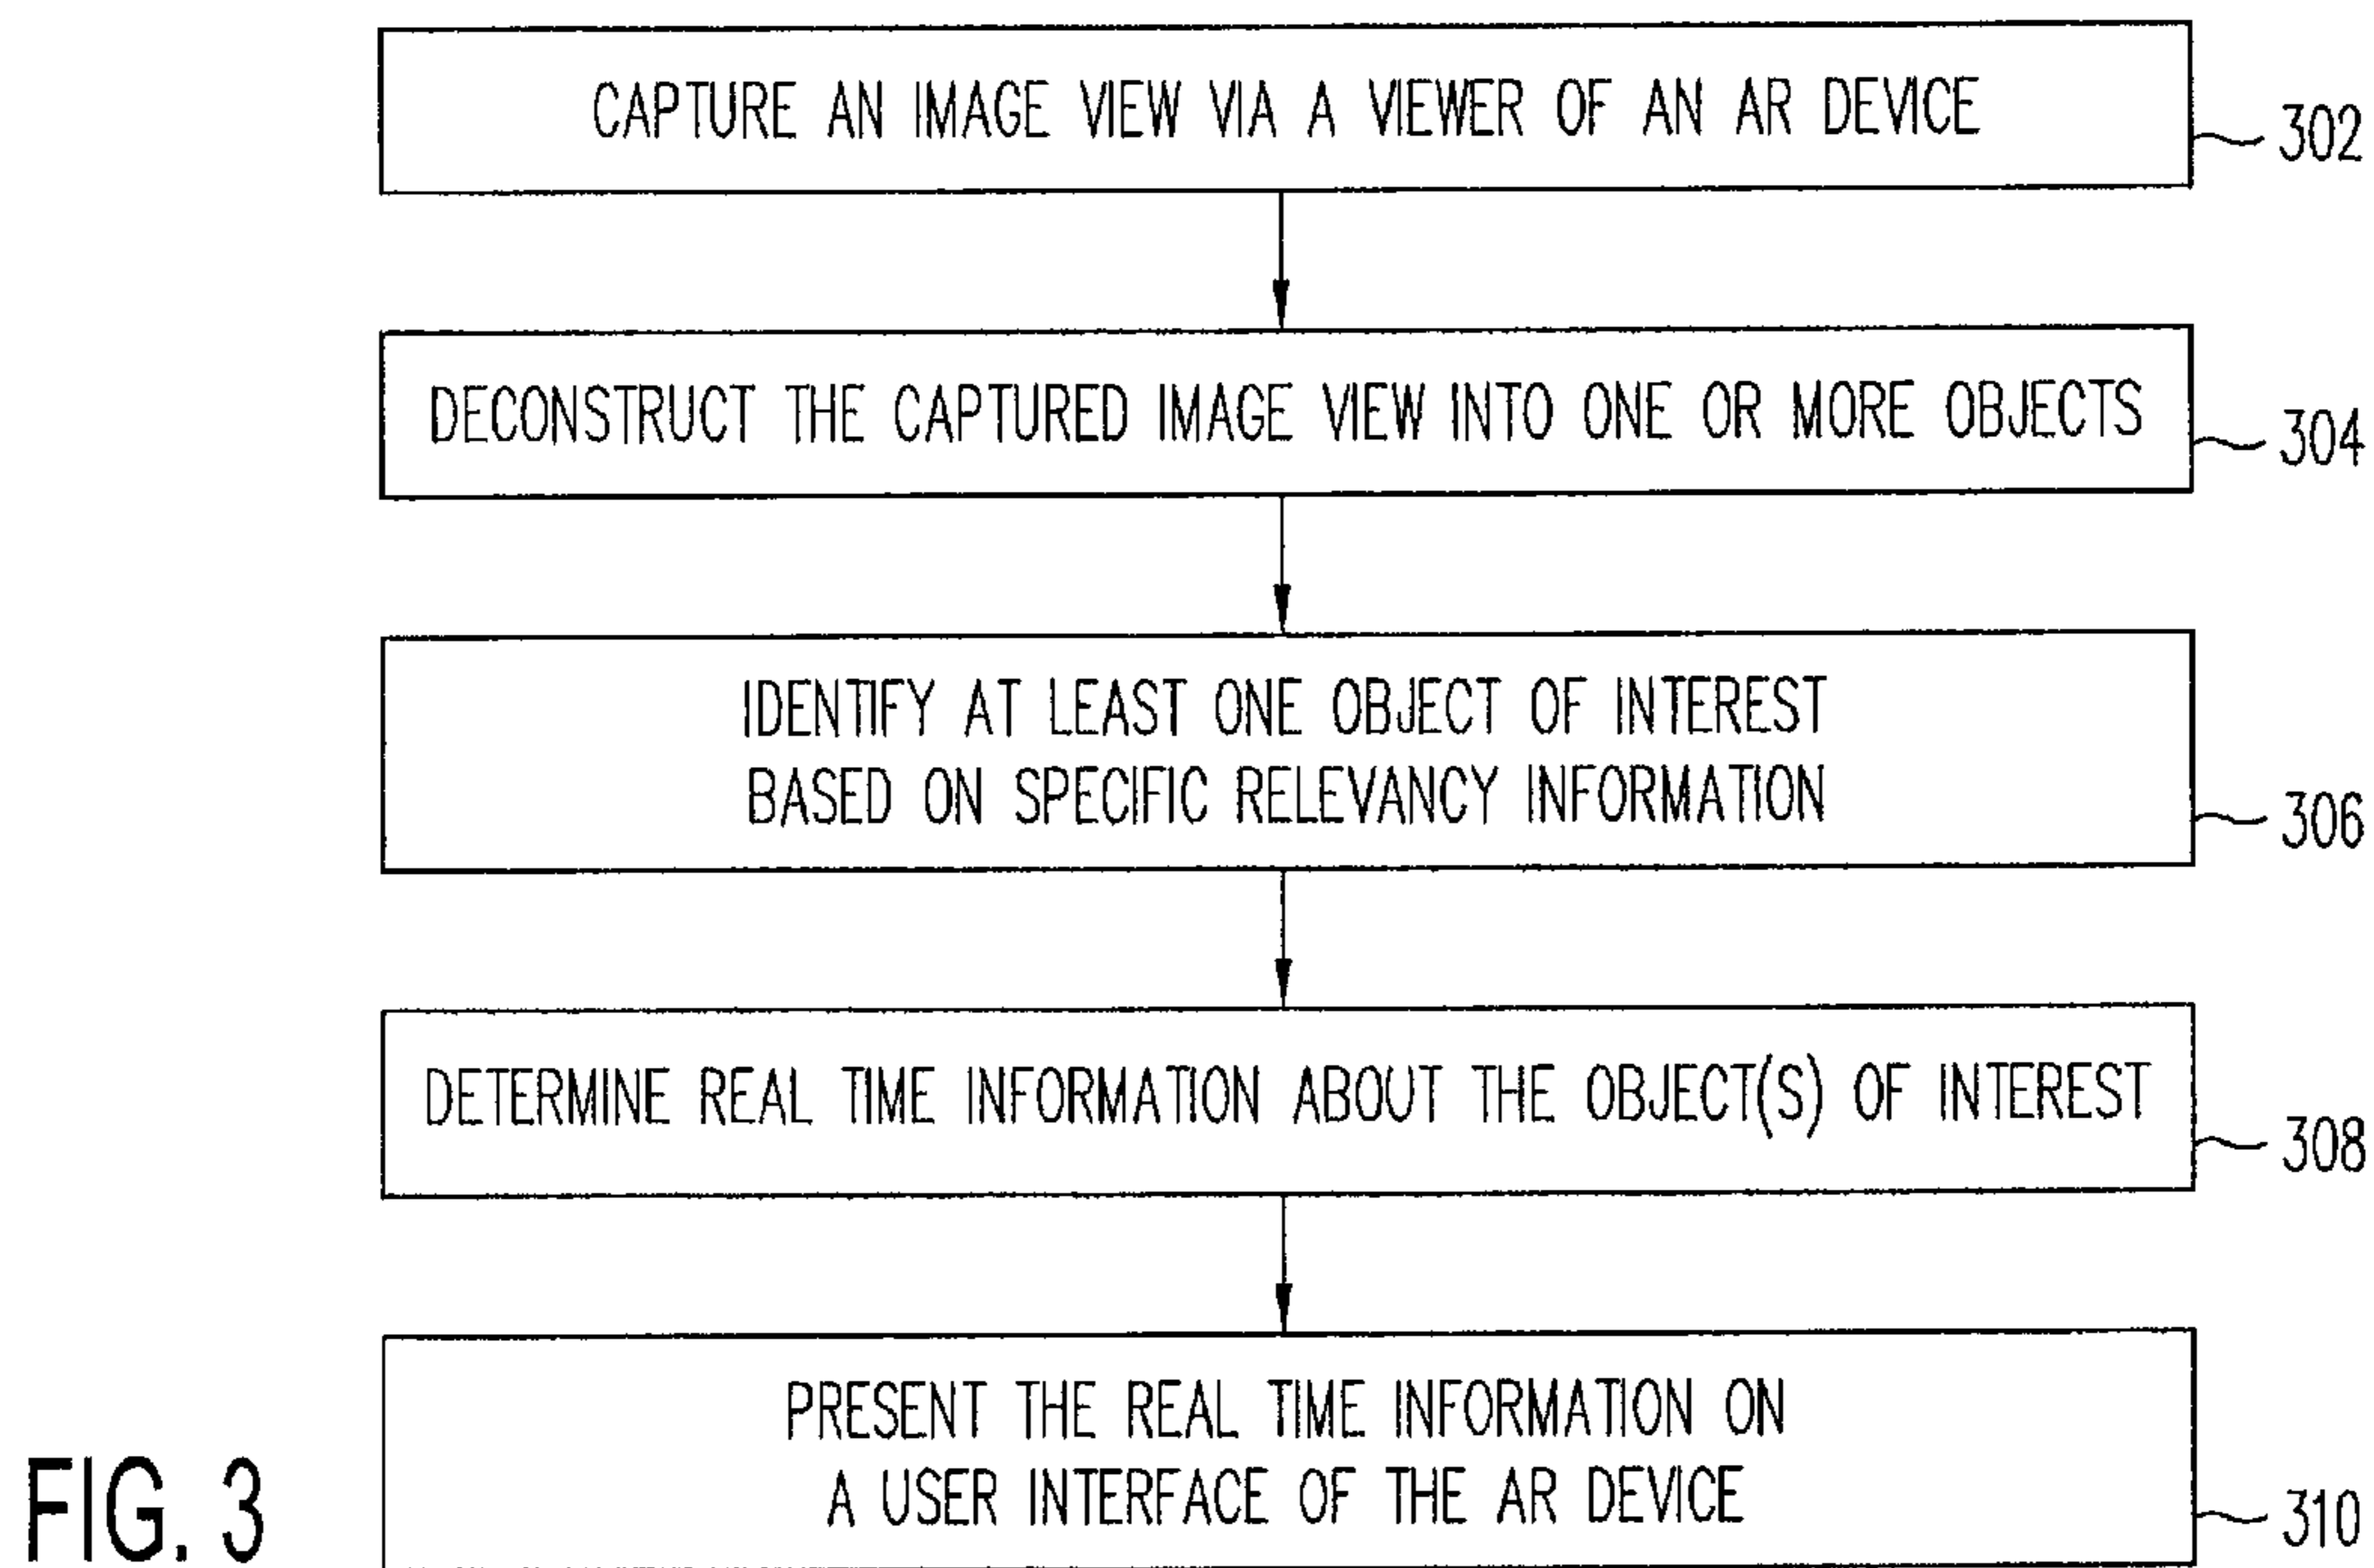 CAPTURE AN IMAGE VIEW VIA A VIEWER OF AN AR DEVICE
302
DECONSTRUCT THE CAPTURED IMAGE VIEW INTO ONE OR MORE OBJECTS
304
IDENTIFY AT LEAST ONE OBJECT OF INTEREST
BASED ON SPECIFIC RELEVANCY INFORMATION
306
DETERMINE REAL TIME INFORMATION ABOUT THE OBJECT(S) OF INTEREST
308
PRESENT THE REAL TIME INFORMATION ON
A USER INTERFACE OF THE AR DEVICE
310
FIG. 3